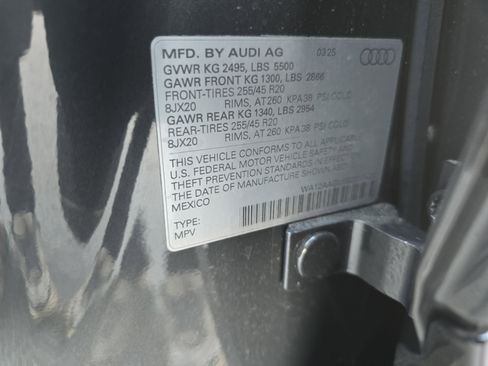 MFD. BY AUDI AG 03 25
GVWR KG 2495, LBS 5500
GAWR FRONT KG 1300, LBS 2866
FRONT-TIRES 255/45 R20
8JX20 RIMS, AT 260 KPA 38 PSI COLD
GAWR REAR KG 1340, LBS 2954
REAR-TIRES 255/45 R20
8JX20 RIMS, AT 260 KPA 38 PSI COLD
THIS VEHICLE CONFORMS TO ALL APPLICABLE
U.S. FEDERAL MOTOR VEHICLE SAFETY AND
THEFT PREVENTION STANDARDS IN EFFECT
THE DATE OF MANUFACTURE SHOWN
MEXICO
TYPE:
MPV